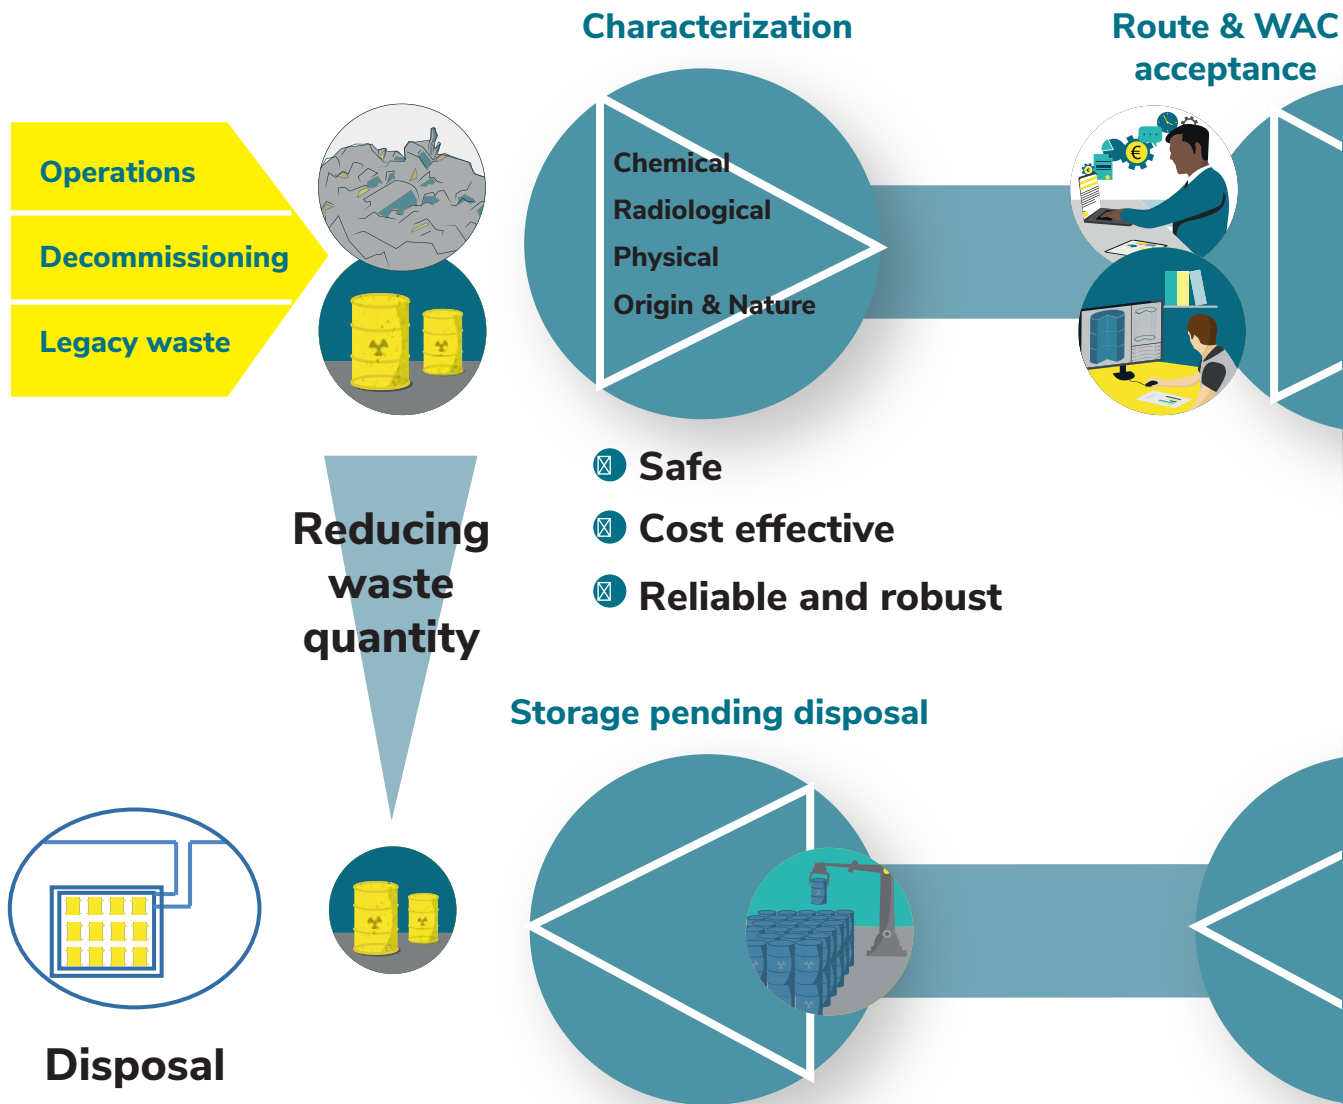 Characterization
Route & WAC
acceptance
Operations
Decommissioning
Legacy waste
Chemical
Radiological
Physical
Origin & Nature
€
Safe
Cost effective
Reliable and robust
Reducing
waste
quantity
Storage pending disposal
Disposal